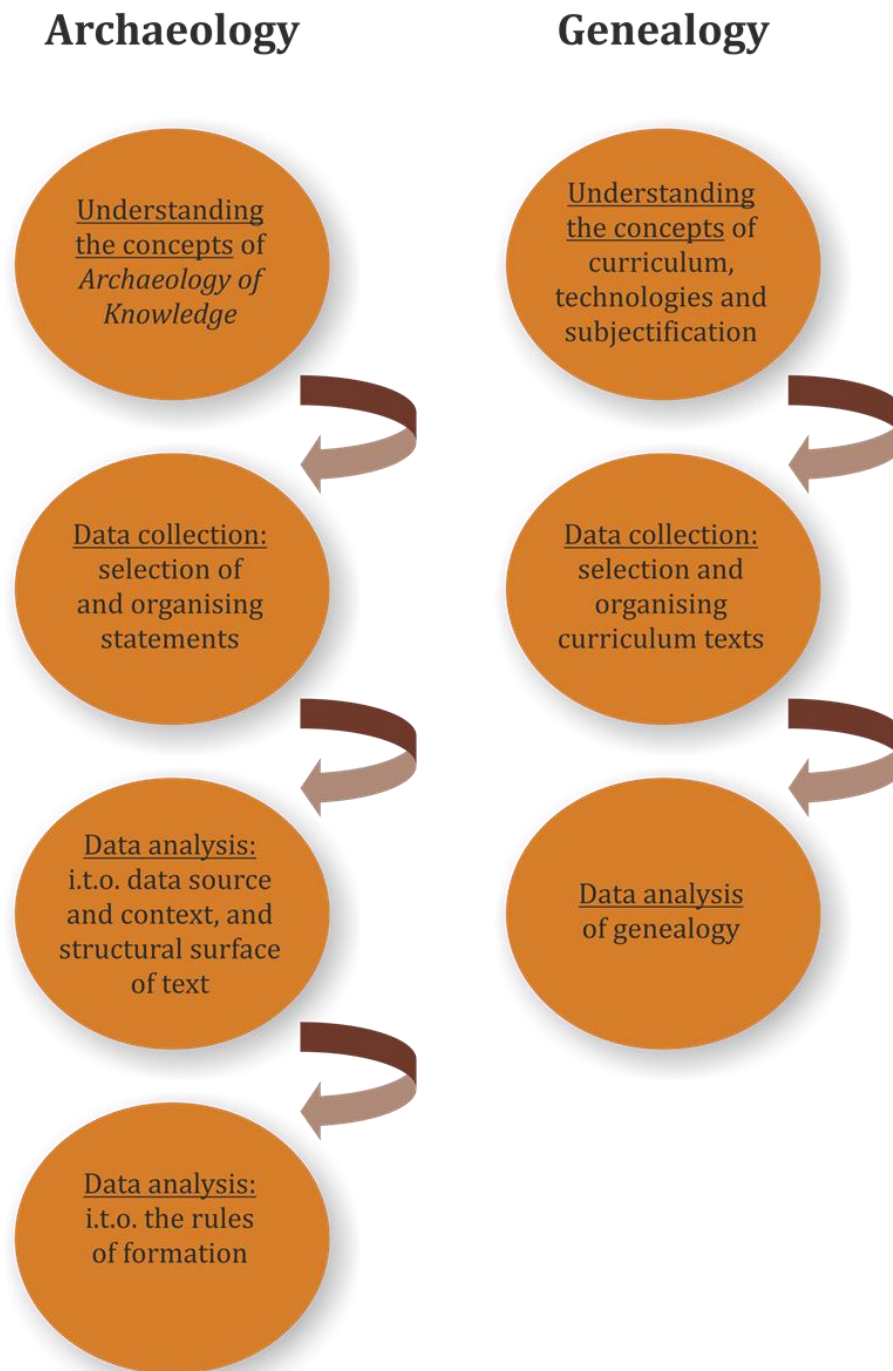 Archaeology
Understanding
the concepts of
Archaeology of
Knowledge
Data collection:
selection of
and organising
statements
Data analysis:
i.t.o. data source
and context, and
structural surface
of text
Data analysis:
i.t.o. the rules
of formation
Genealogy
Understanding
the concepts of
curriculum,
technologies and
subjectification
Data collection:
selection and
organising
curriculum texts
Data analysis
of genealogy